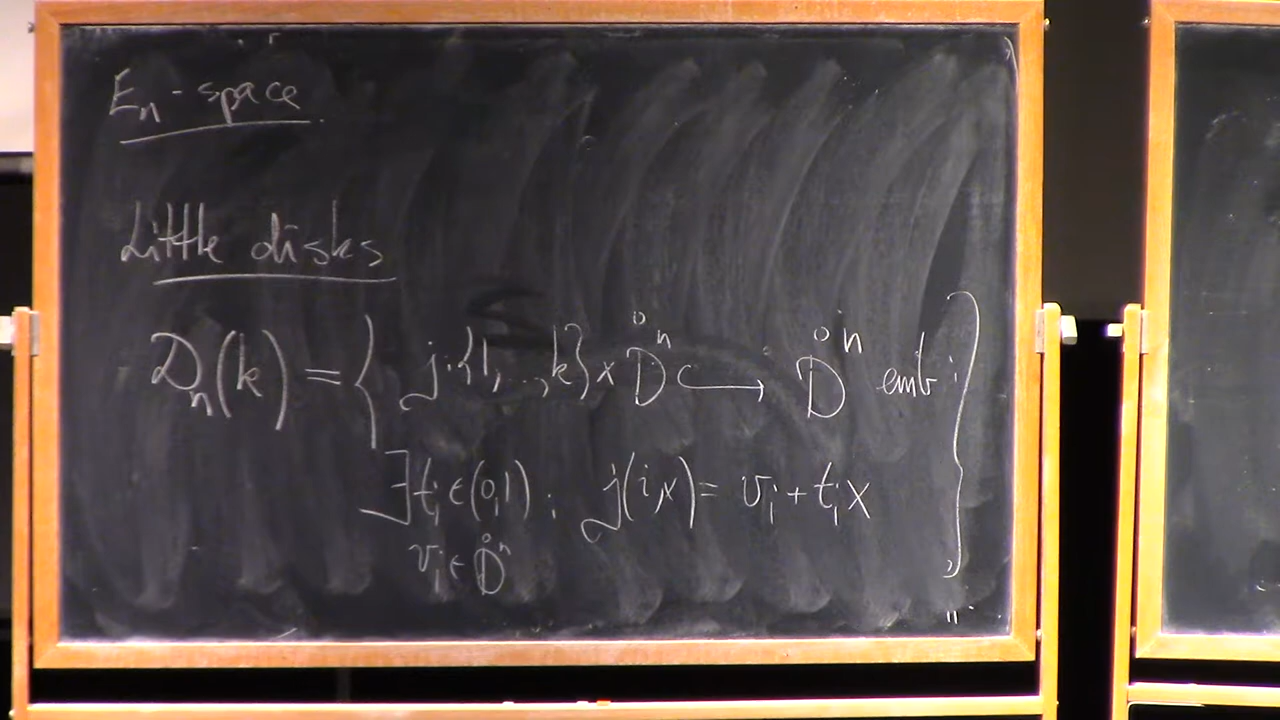 Eₙ-space
Little disks
𝒟ₙ(k) = { j: {1,..,k} × D̊ⁿ ↪ D̊ⁿ emb :
∃ tᵢ ∈ (0,1) : j(i,x) = vᵢ + tᵢx }
vᵢ ∈ D̊ⁿ